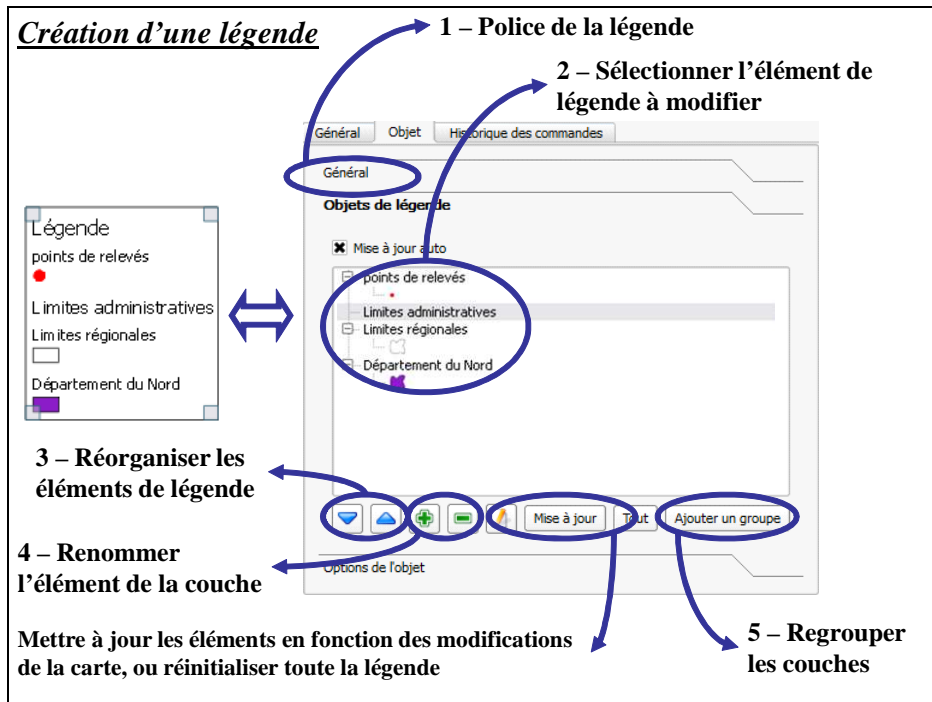 Création d’une légende
1 – Police de la légende
2 – Sélectionner l’élément de
légende à modifier
Général
Objet
Historique des commandes
Général
Objets de légende
Mise à jour auto
points de relevés
Limites administratives
Limites régionales
Département du Nord
Légende
points de relevés
Limites administratives
Limites régionales
Département du Nord
3 – Réorganiser les
éléments de légende
Mise à jour
Tout
Ajouter un groupe
4 – Renommer
l’élément de la couche
Options de l'objet
Mettre à jour les éléments en fonction des modifications
de la carte, ou réinitialiser toute la légende
5 – Regrouper
les couches